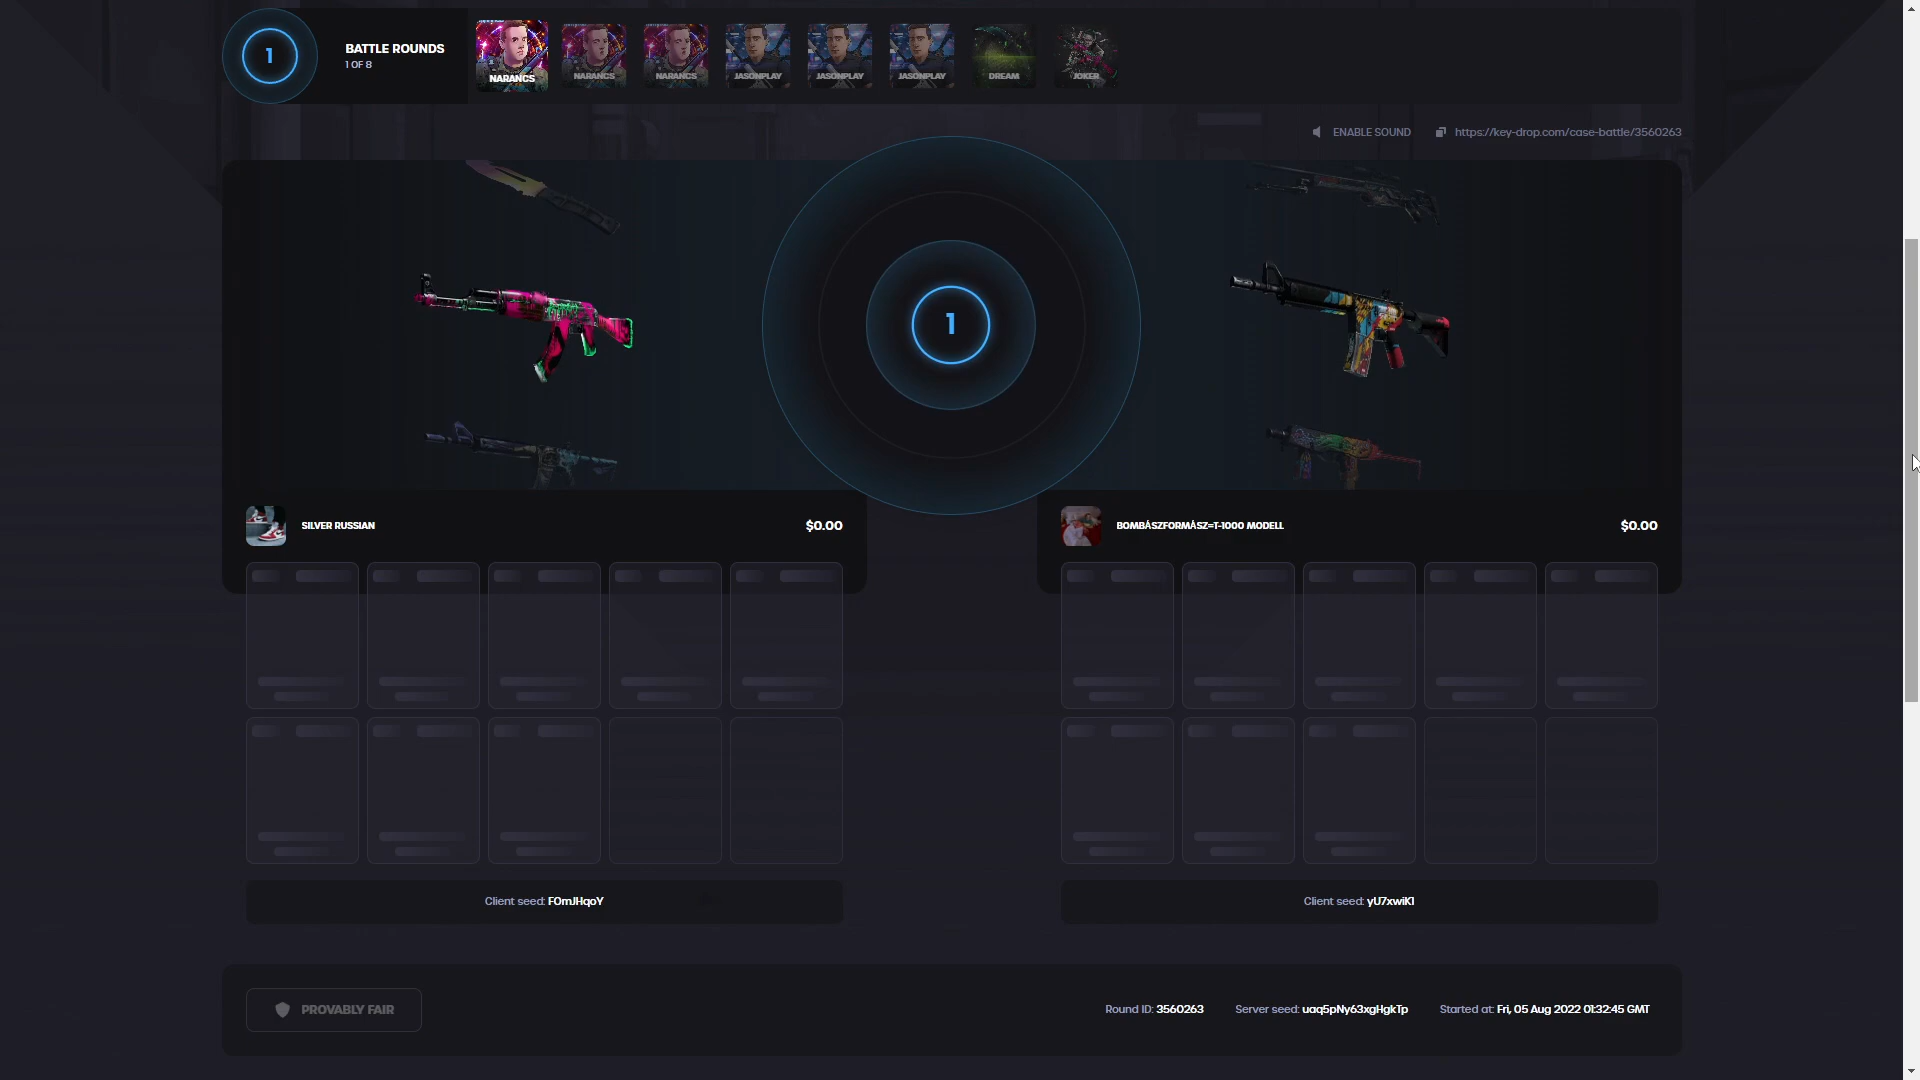 1
BATTLE ROUNDS
1 OF 8
NARANCS
NARANCS
NARANCS
JASONPLAY
JASONPLAY
JASONPLAY
DREAM
JOKER
ENABLE SOUND
https://key-drop.com/case-battle/3560263
1
SILVER RUSSIAN
$0.00
BOMBÁSZFORMÁSZ=T-1000 MODELL
$0.00
Client seed: FOmJHqoY
Client seed: yU7xwiKl
PROVABLY FAIR
Round ID: 3560263
Server seed: uaq5pNy63xgHgkTp
Started at: Fri, 05 Aug 2022 01:32:45 GMT